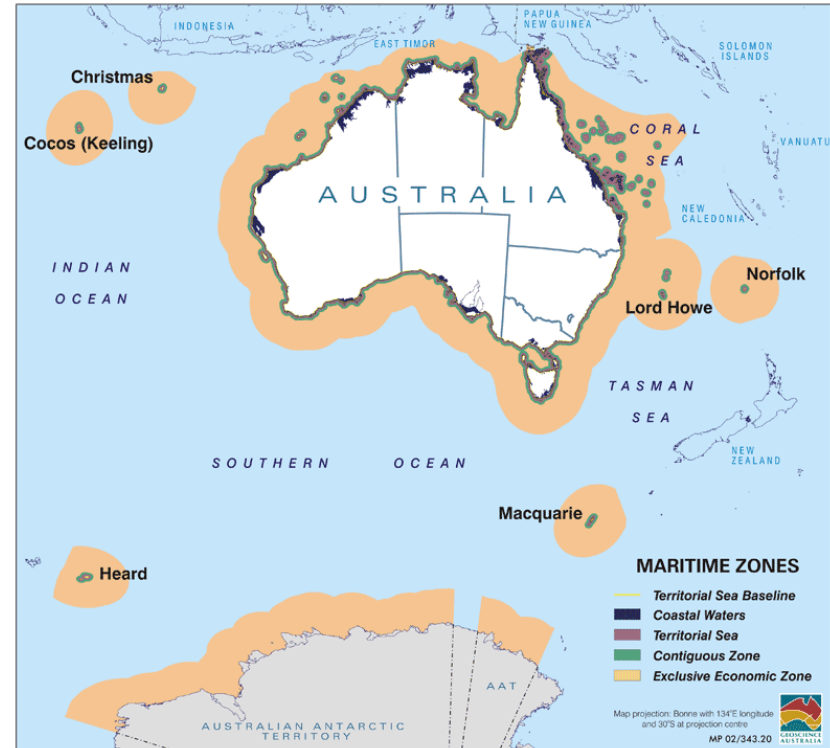 INDONESIA
PAPUA
NEW GUINEA
EAST TIMOR
SOLOMON
ISLANDS
Christmas
Cocos (Keeling)
CORAL
SEA
VANUATU
AUSTRALIA
NEW
CALEDONIA
INDIAN
OCEAN
Norfolk
Lord Howe
TASMAN
SEA
SOUTHERN OCEAN
NEW
ZEALAND
Macquarie
Heard
MARITIME ZONES
Territorial Sea Baseline
Coastal Waters
Territorial Sea
Contiguous Zone
Exclusive Economic Zone
AAT
AUSTRALIAN ANTARCTIC
TERRITORY
Map projection: Bonne with 134°E longitude
and 30°S at projection centre
MP 02/343.20
GEOSCIENCE
AUSTRALIA